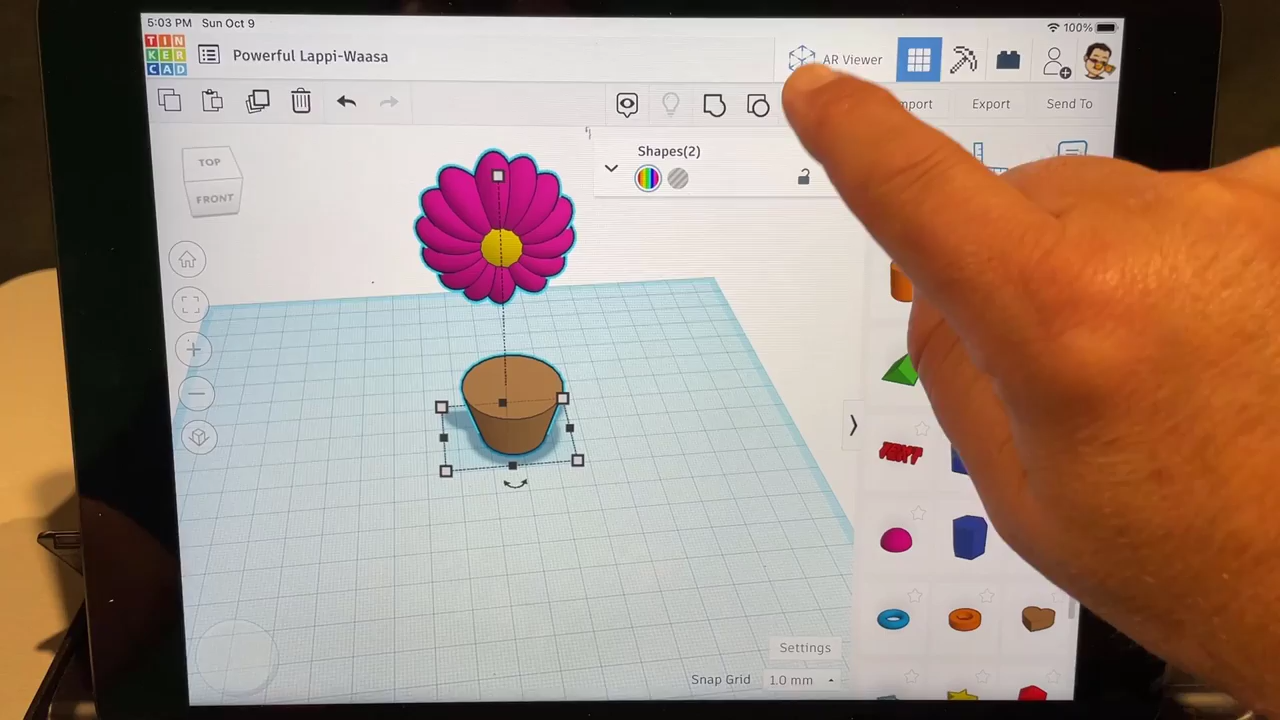 5:03 PM Sun Oct 9
100%
TIN
KER
CAD
Powerful Lappi-Waasa
AR Viewer
Export
Send To
Shapes(2)
TOP
FRONT
TEXT
Settings
Snap Grid 1.0 mm